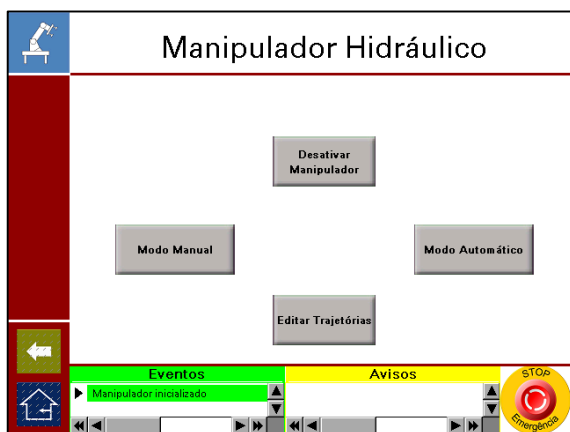 Manipulador Hidráulico
Desativar
Manipulador
Modo Manual
Modo Automático
Editar Trajetórias
Eventos
Avisos
Manipulador inicializado
STOP
Emergência